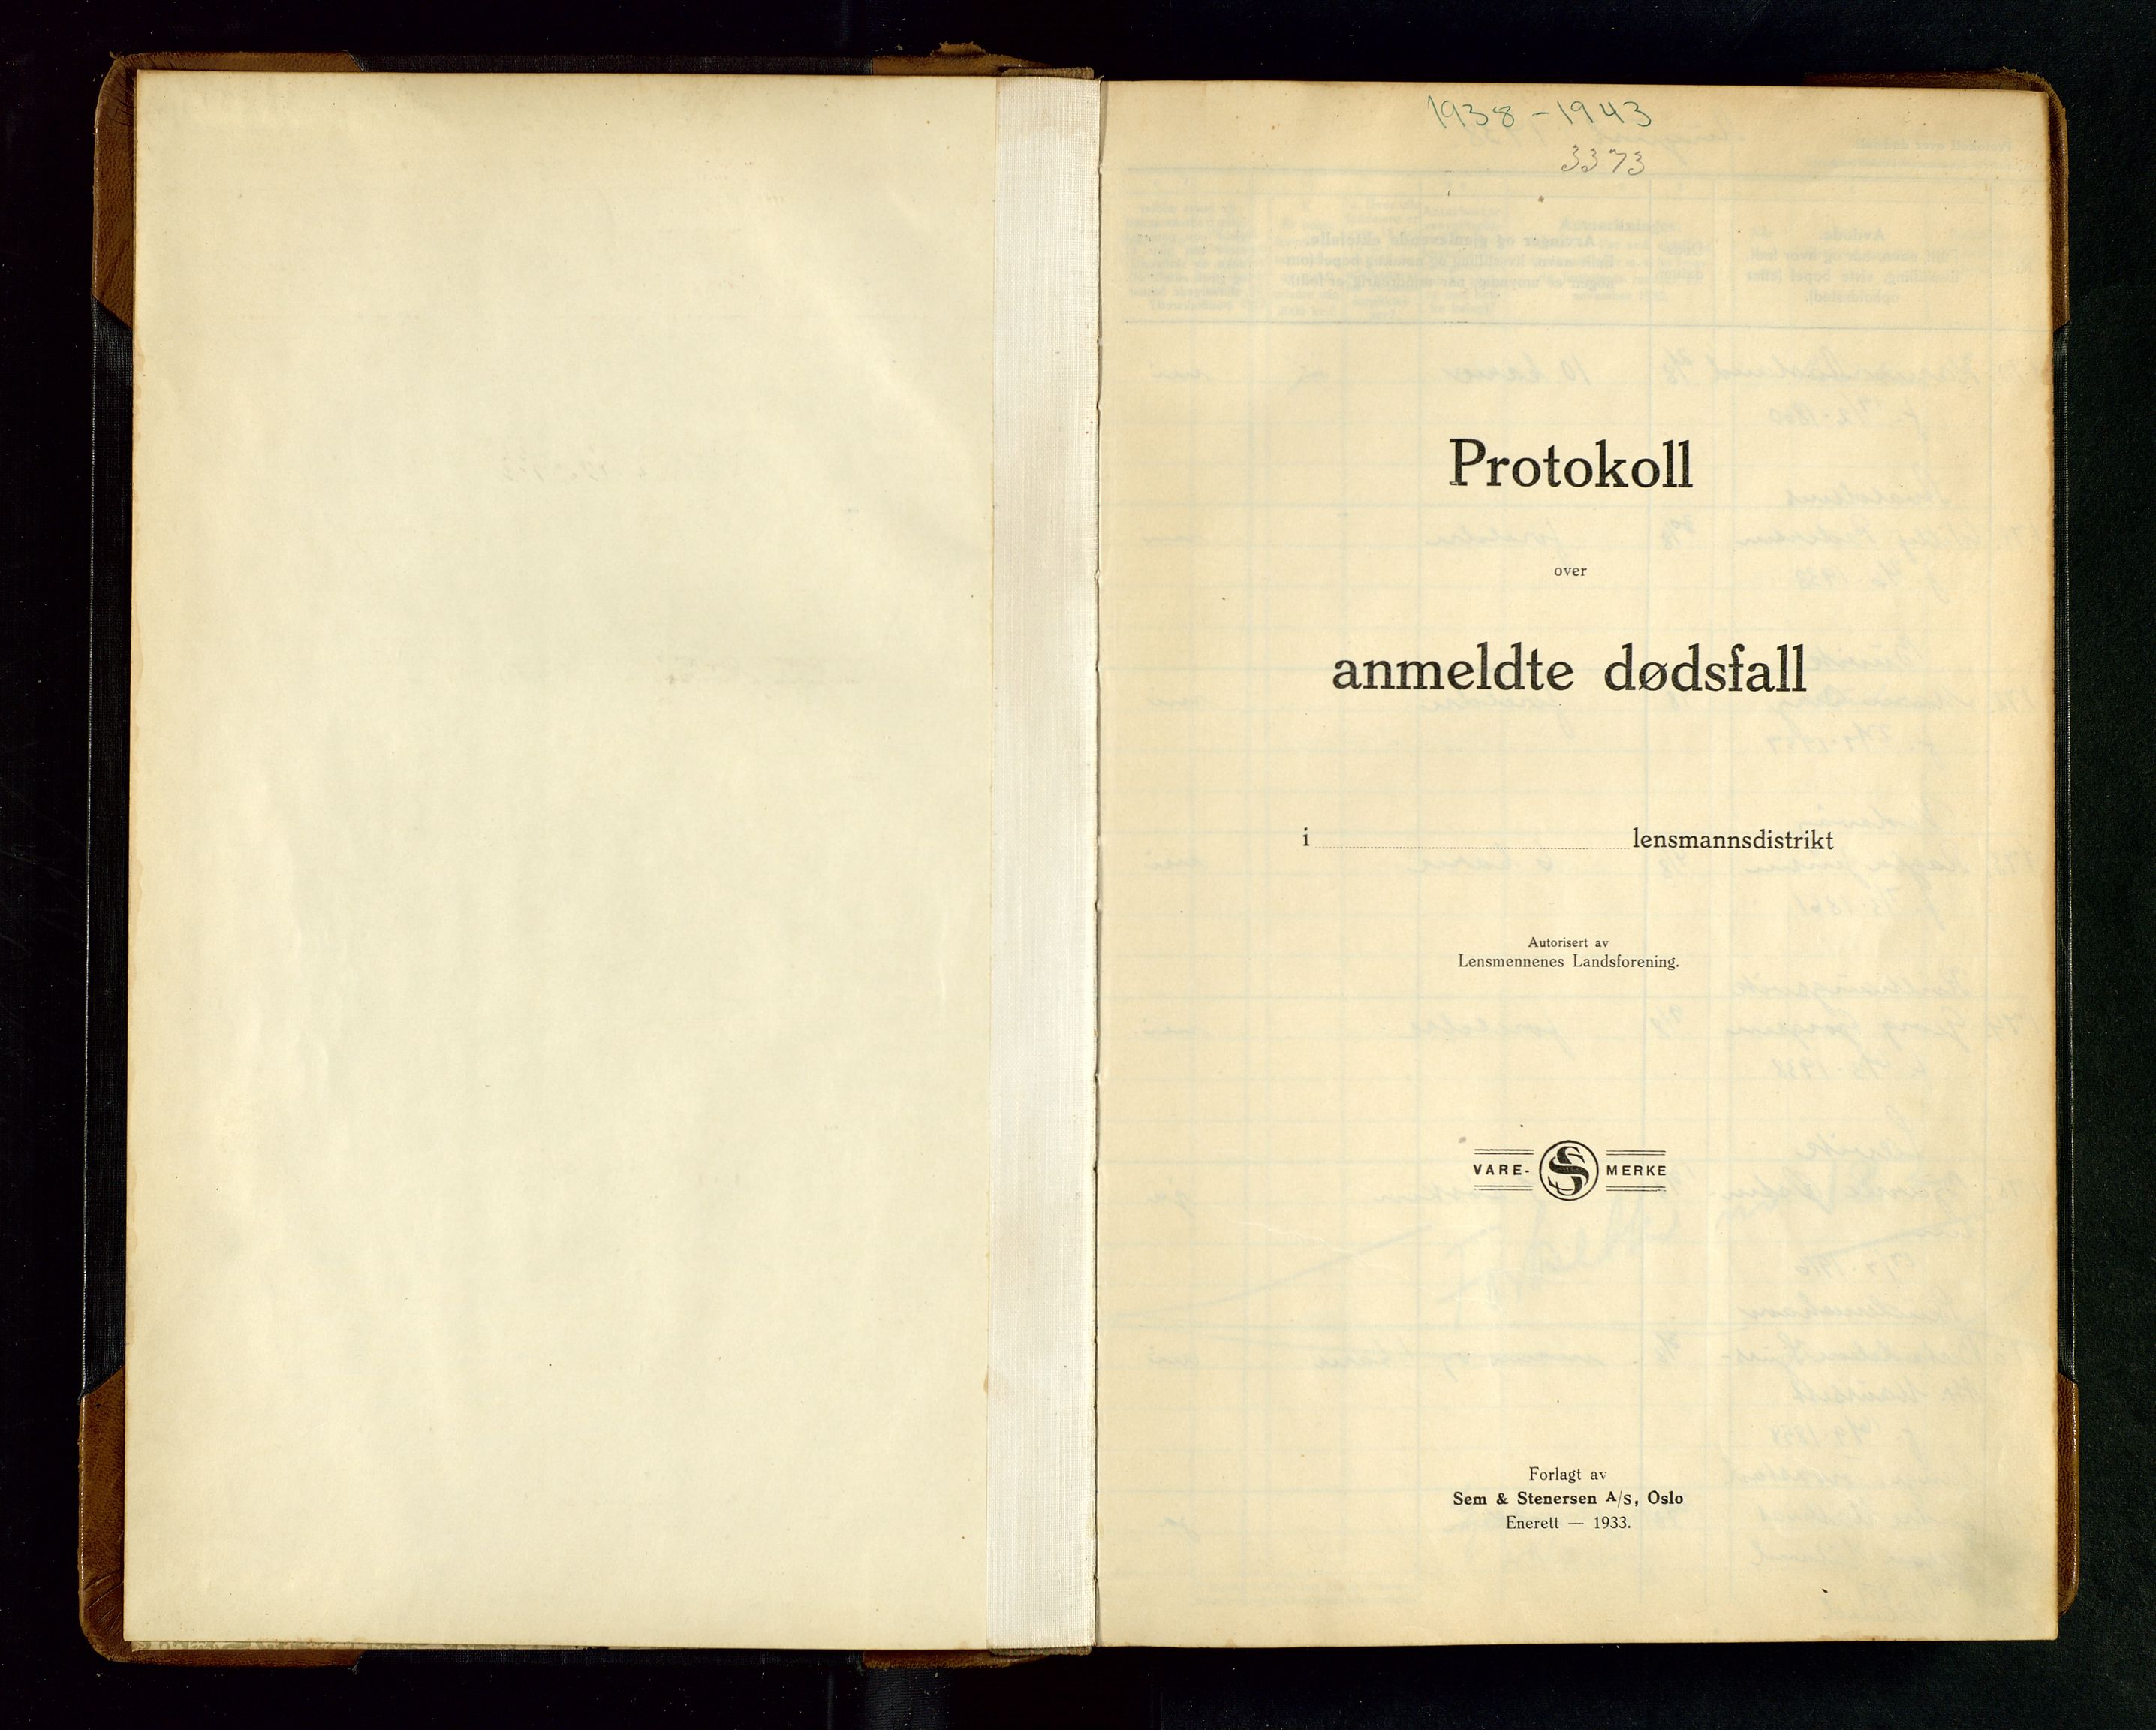 1938-1943
3373
Protokoll
over
anmeldte dødsfall
i lensmannsdistrikt
Autorisert av
Lensmennenes Landsforening.
VARE- S MERKE
Forlagt av
Sem & Stenersen A/S, Oslo
Enerett — 1933.